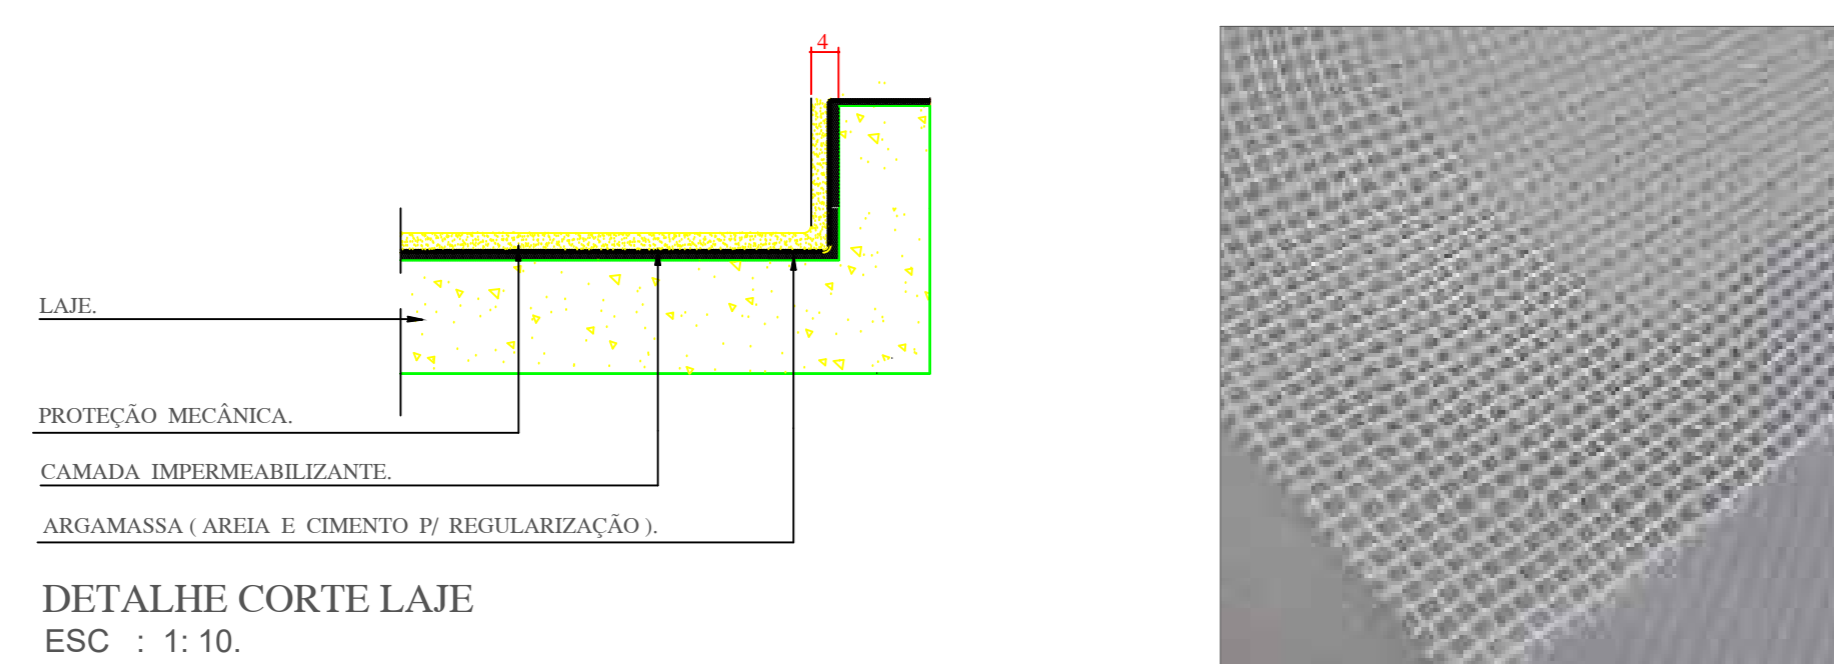 4
LAJE.
PROTEÇÃO MECÂNICA.
CAMADA IMPERMEABILIZANTE.
ARGAMASSA ( AREIA E CIMENTO P/ REGULARIZAÇÃO ).
DETALHE CORTE LAJE
ESC : 1: 10.